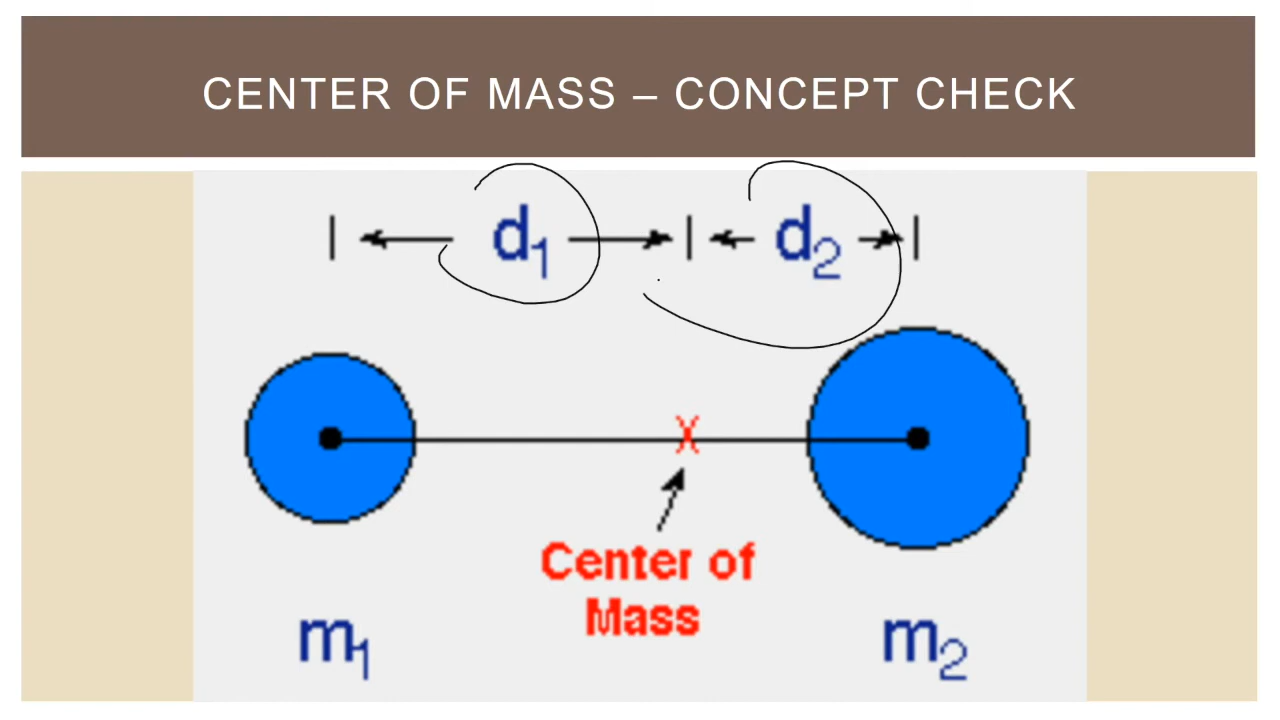 CENTER OF MASS – CONCEPT CHECK
d₁ d₂
Center of
Mass
m₁ m₂